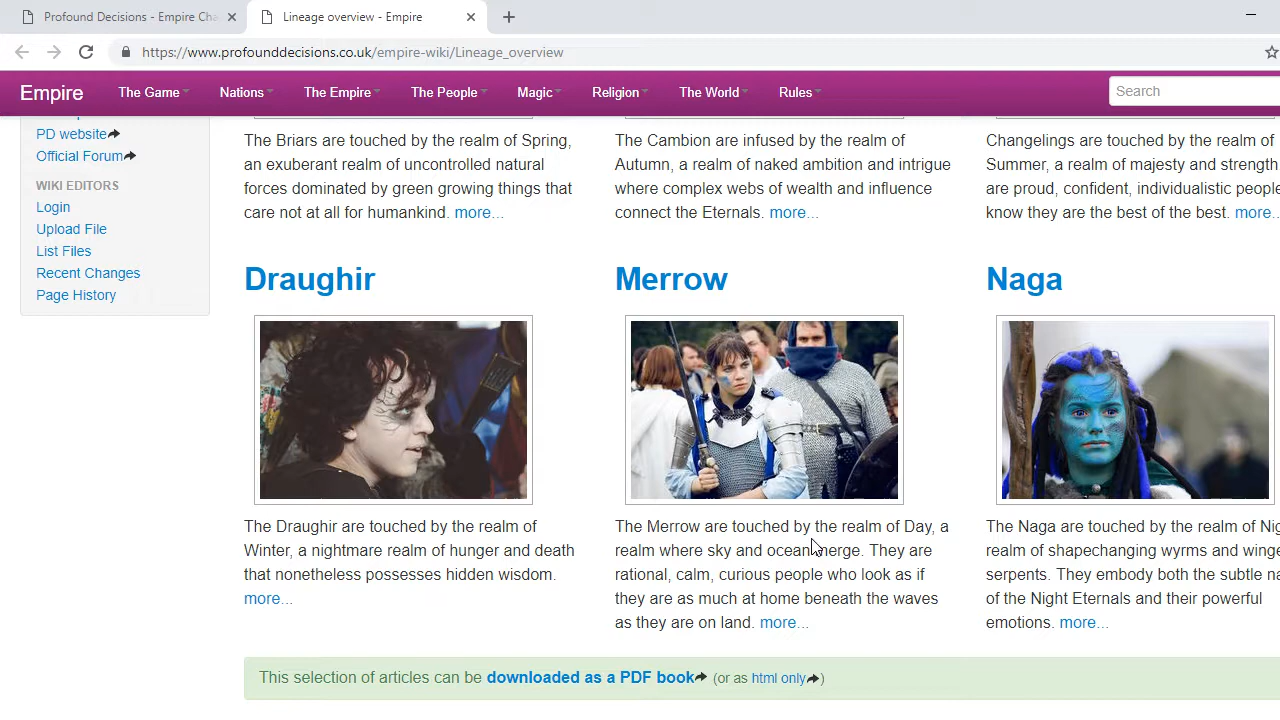 Profound Decisions - Empire Cha
Lineage overview - Empire
https://www.profounddecisions.co.uk/empire-wiki/Lineage_overview
Empire The Game Nations The Empire The People Magic Religion The World Rules Search
PD website
Official Forum
WIKI EDITORS
Login
Upload File
List Files
Recent Changes
Page History
The Briars are touched by the realm of Spring,
an exuberant realm of uncontrolled natural
forces dominated by green growing things that
care not at all for humankind. more...
The Cambion are infused by the realm of
Autumn, a realm of naked ambition and intrigue
where complex webs of wealth and influence
connect the Eternals. more...
Changelings are touched by the realm of
Summer, a realm of majesty and strength
are proud, confident, individualistic people
know they are the best of the best. more..
Draughir
The Draughir are touched by the realm of
Winter, a nightmare realm of hunger and death
that nonetheless possesses hidden wisdom.
more...
Merrow
The Merrow are touched by the realm of Day, a
realm where sky and ocean merge. They are
rational, calm, curious people who look as if
they are as much at home beneath the waves
as they are on land. more...
Naga
The Naga are touched by the realm of Nig
realm of shapechanging wyrms and winge
serpents. They embody both the subtle na
of the Night Eternals and their powerful
emotions. more...
This selection of articles can be downloaded as a PDF book (or as html only )